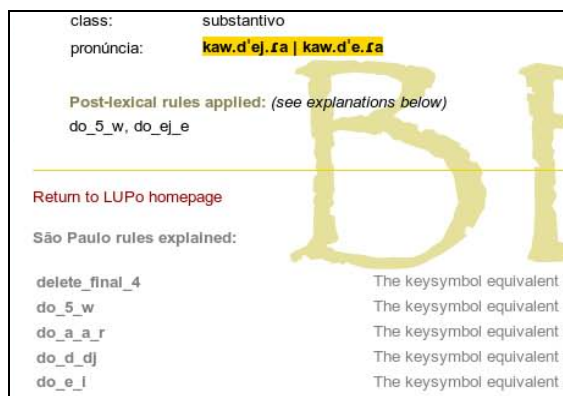 class: substantivo
pronúncia: kaw.d'ej.ɾa | kaw.d'e.ɾa
Post-lexical rules applied: (see explanations below)
do_5_w, do_ej_e
Return to LUPo homepage
São Paulo rules explained:
delete_final_4 The keysymbol equivalent
do_5_w The keysymbol equivalent
do_a_a_r The keysymbol equivalent
do_d_dj The keysymbol equivalent
do_e_I The keysymbol equivalent